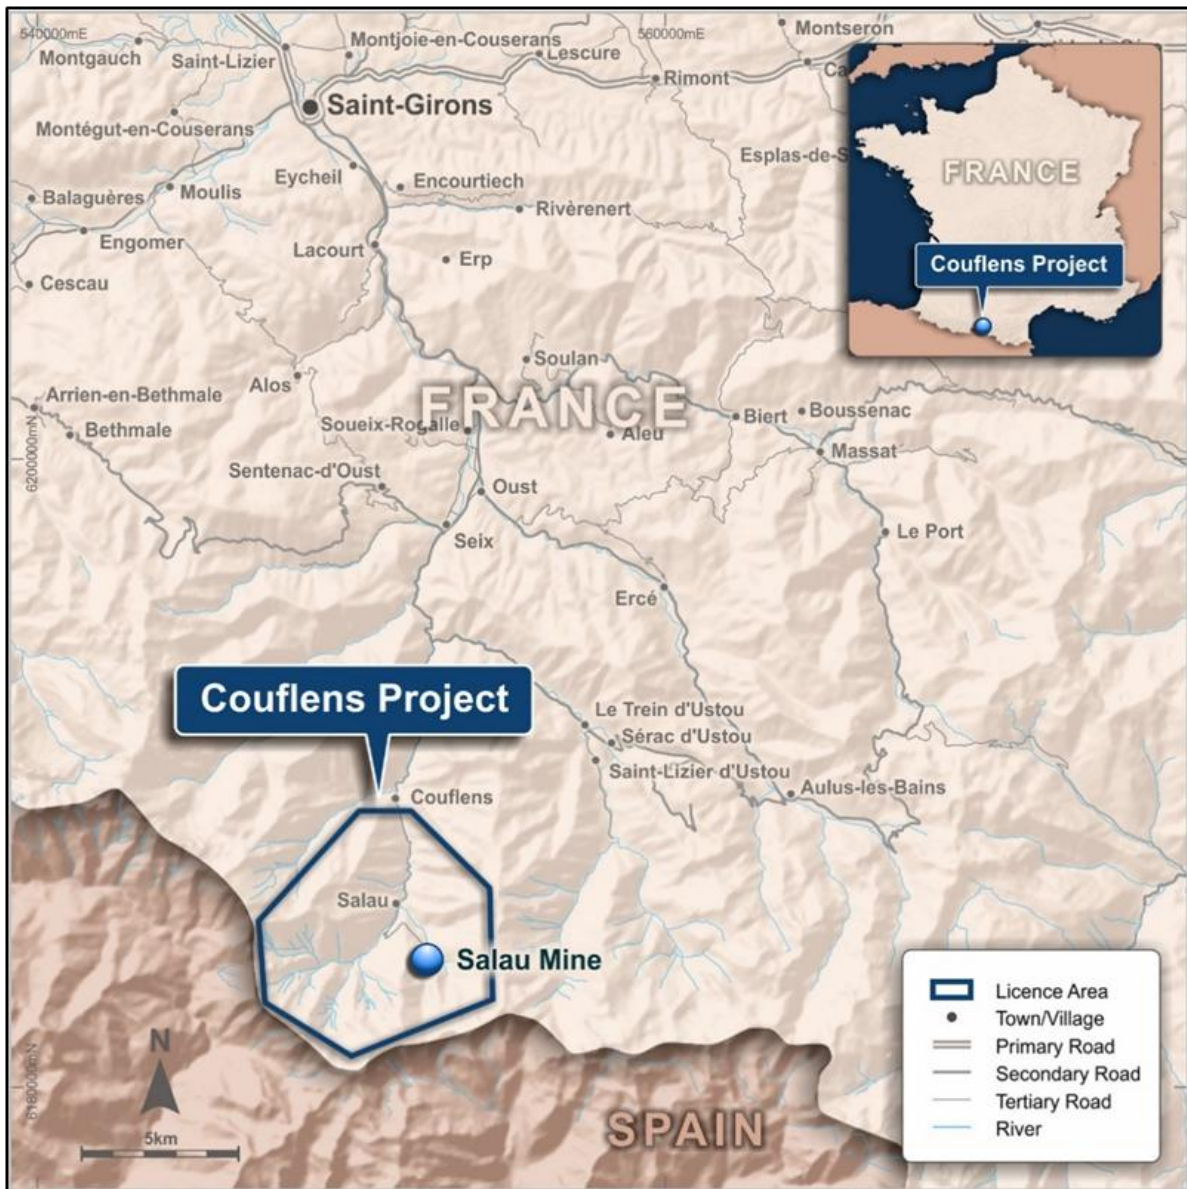 540000mE
560000mE
Montseron
Montgauch
Saint-Lizier
Montjoie-en-Couserans
Lescure
Rimont
Saint-Girons
Montégut-en-Couserans
Esplas-de-S
Eycheil
Encourtiech
Balaguères
Moulis
Rivèrenert
Engomer
Lacourt
Erp
Cescau
FRANCE
Couflens Project
Soulan
Alos
Arrien-en-Bethmale
FRANCE
Biert
Boussenac
Bethmale
Soueix-Rogalle
Aleu
Massat
6200000mN
Sentenac-d'Oust
Oust
Seix
Le Port
Ercé
Couflens Project
Le Trein d'Ustou
Sérac d'Ustou
Saint-Lizier d'Ustou
Aulus-les-Bains
Couflens
Salau
Salau Mine
6180000mN
N
5km
SPAIN
Licence Area
Town/Village
Primary Road
Secondary Road
Tertiary Road
River